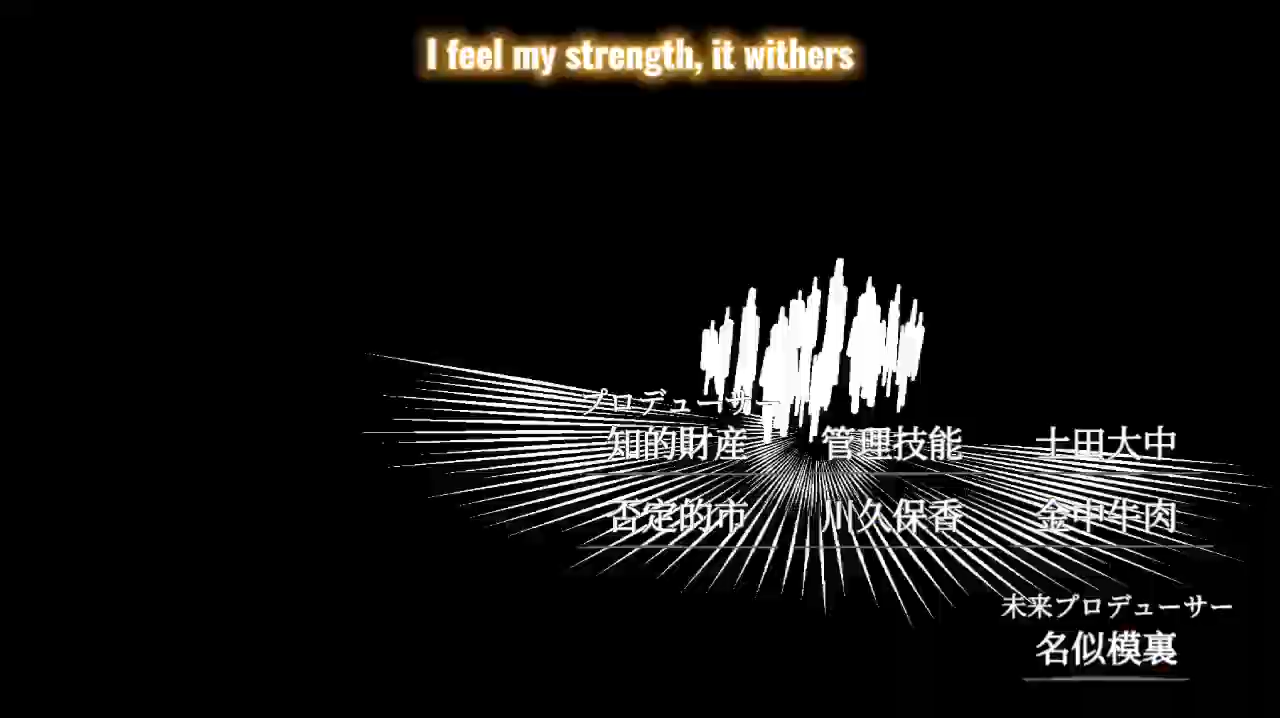 I feel my strength, it withers
プロデューサー
知的財産 管理技能 土田大中
否定的市 川久保香 金中牛肉
未来プロデューサー
名似模裏